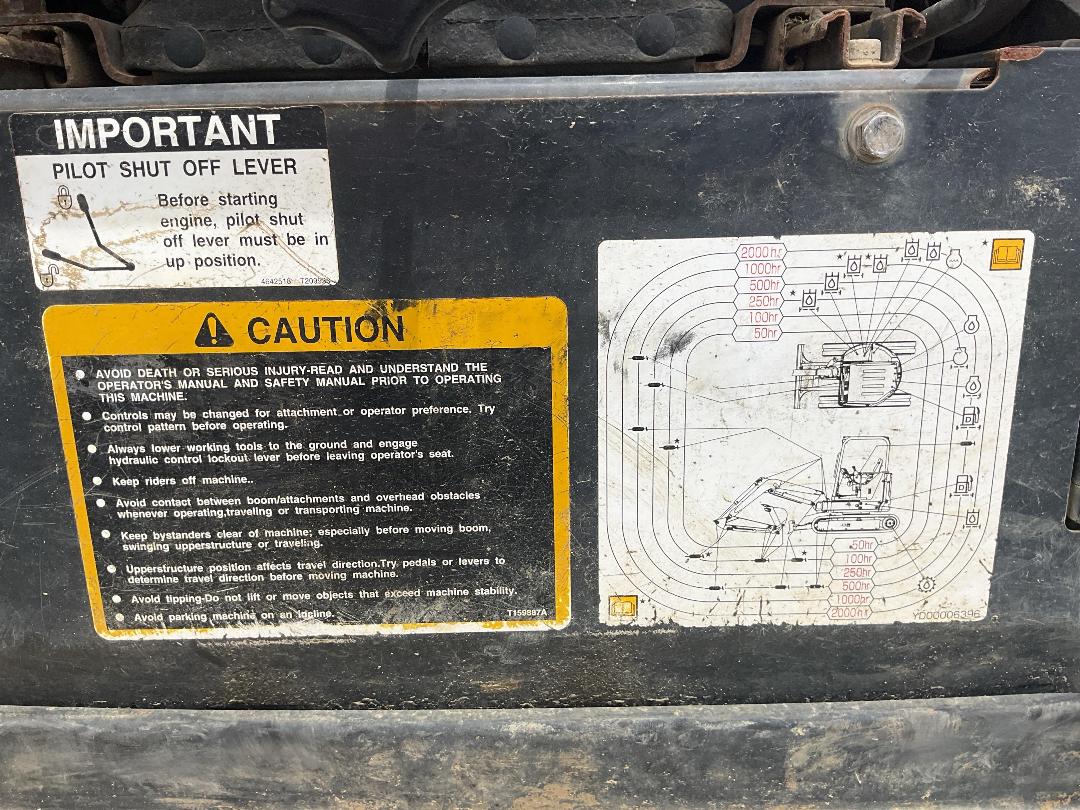 IMPORTANT
PILOT SHUT OFF LEVER
Before starting
engine, pilot shut
off lever must be in
up position.
CAUTION
AVOID DEATH OR SERIOUS INJURY-READ AND UNDERSTAND THE
OPERATOR'S MANUAL AND SAFETY MANUAL PRIOR TO OPERATING
THIS MACHINE.
Controls may be changed for attachment or operator preference. Try
control pattern before operating.
Always lower working tools to the ground and engage
hydraulic control lockout lever before leaving operator's seat.
Keep riders off machine..
Avoid contact between boom/attachments and overhead obstacles
whenever operating,traveling or transporting machine.
Keep bystanders clear of machine; especially before moving boom,
swinging upperstructure or traveling.
Upperstructure position affects travel direction.Try pedals or levers to
determine travel direction before moving machine.
Avoid tipping-Do not lift or move objects that exceed machine stability.
Avoid parking machine on an incline.
T159887A
2000hr
1000hr
500hr
250hr
100hr
50hr
50hr
100hr
250hr
500hr
1000hr
2000hr
YD00006396